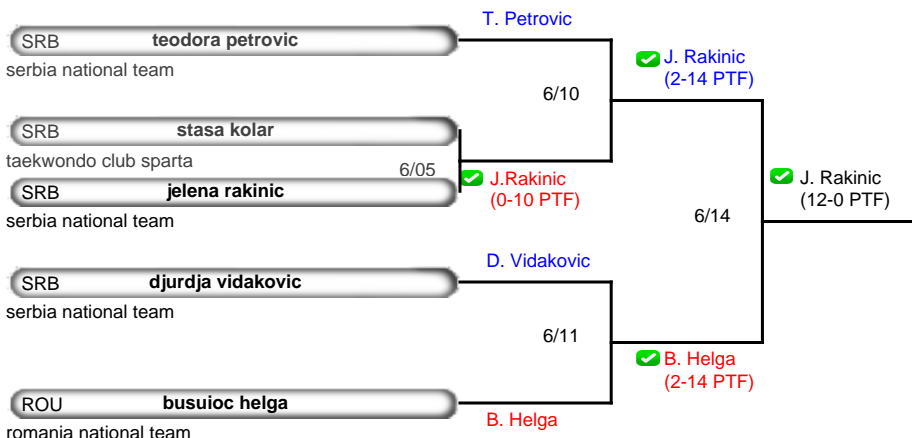 T. Petrovic
SRB teodora petrovic
serbia national team
J. Rakinic
(2-14 PTF)
6/10
SRB stasa kolar
taekwondo club sparta
6/05
J.Rakinic
(0-10 PTF)
SRB jelena rakinic
serbia national team
J. Rakinic
(12-0 PTF)
6/14
D. Vidakovic
SRB djurdja vidakovic
serbia national team
6/11
B. Helga
(2-14 PTF)
ROU busuioc helga
romania national team
B. Helga